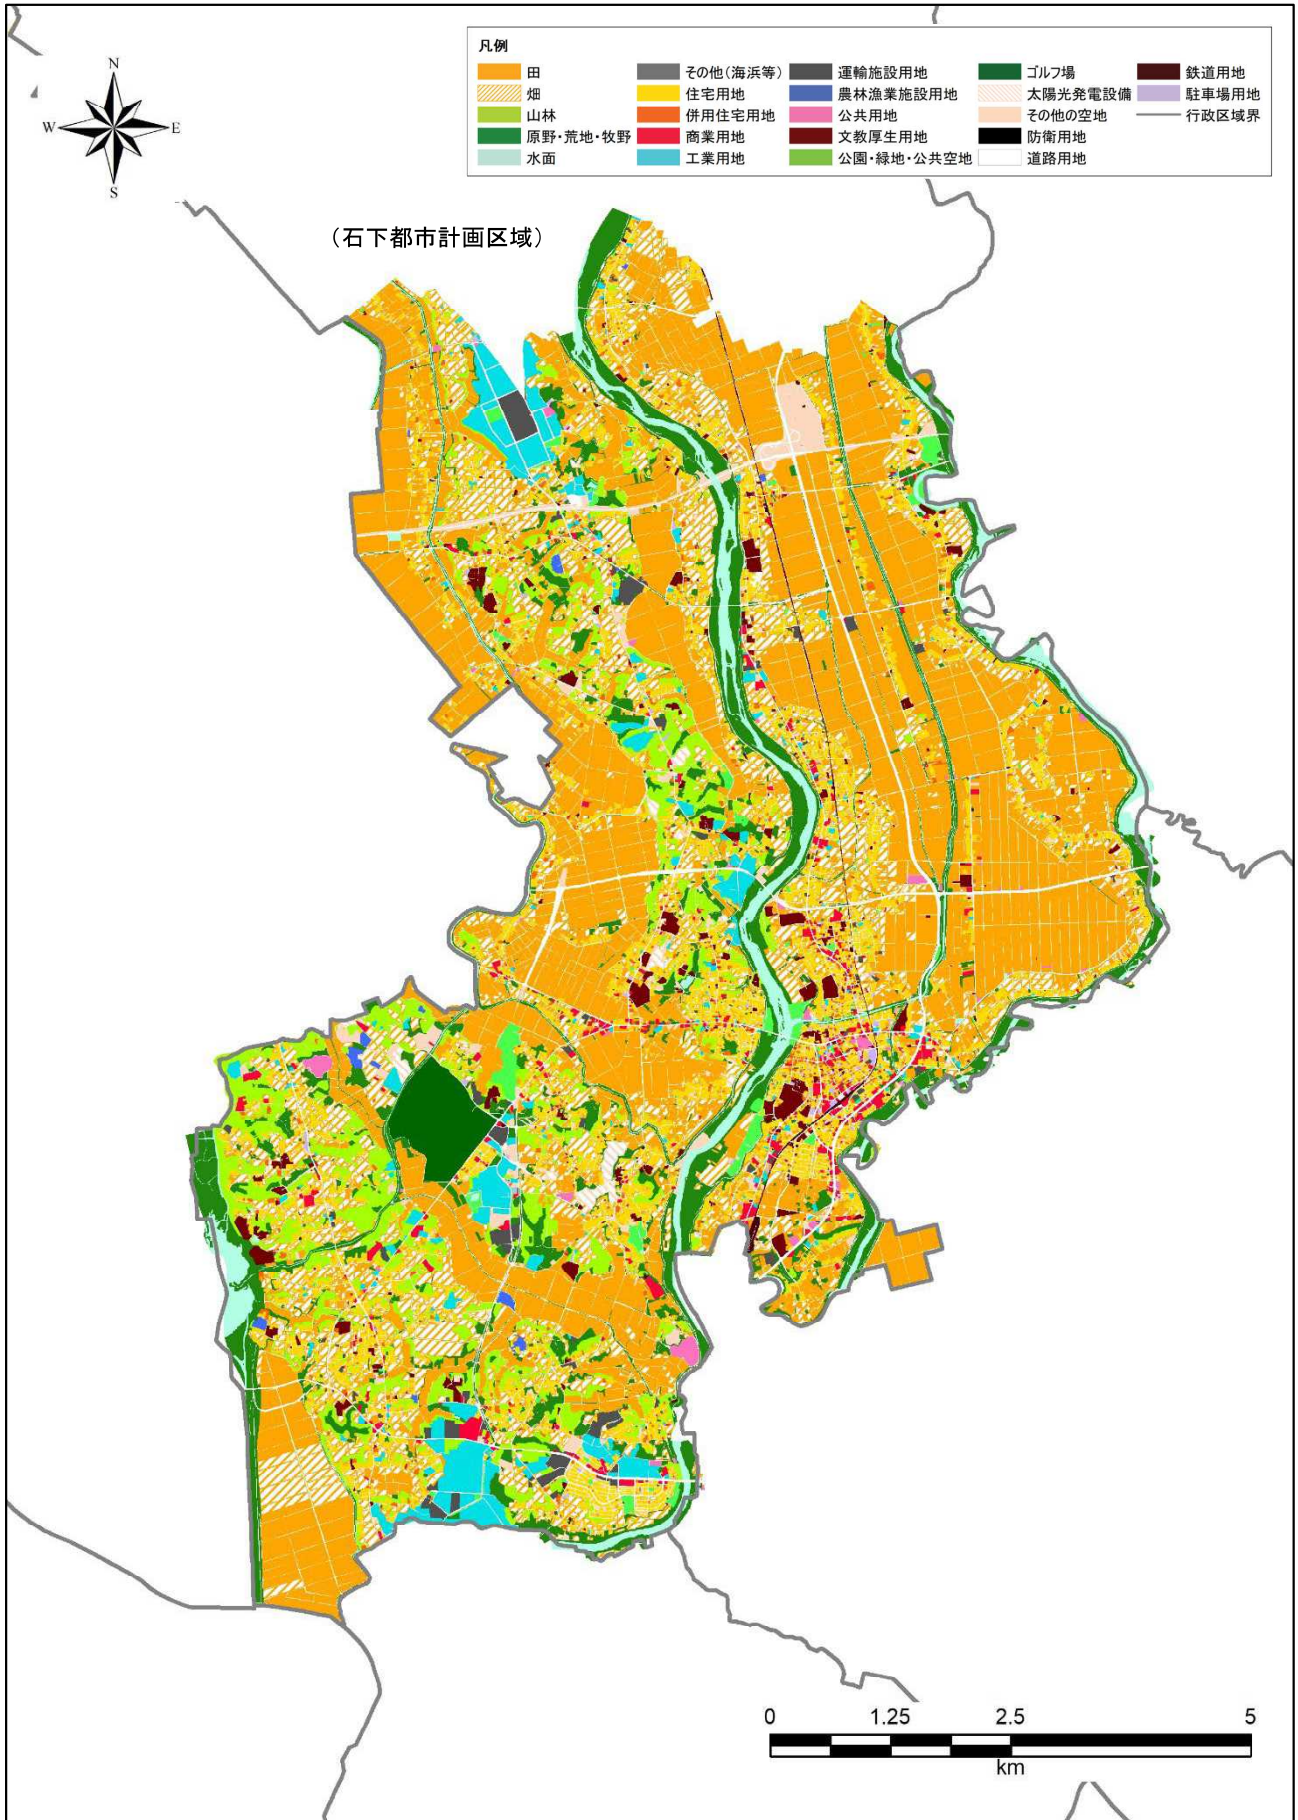 凡例
田
畑
山林
原野・荒地・牧野
水面
その他(海浜等)
住宅用地
併用住宅用地
商業用地
工業用地
運輸施設用地
農林漁業施設用地
公共用地
文教厚生用地
公園・緑地・公共空地
ゴルフ場
太陽光発電設備
その他の空地
防衛用地
道路用地
鉄道用地
駐車場用地
行政区域界
N
W E
S
(石下都市計画区域)
0 1.25 2.5 5
km